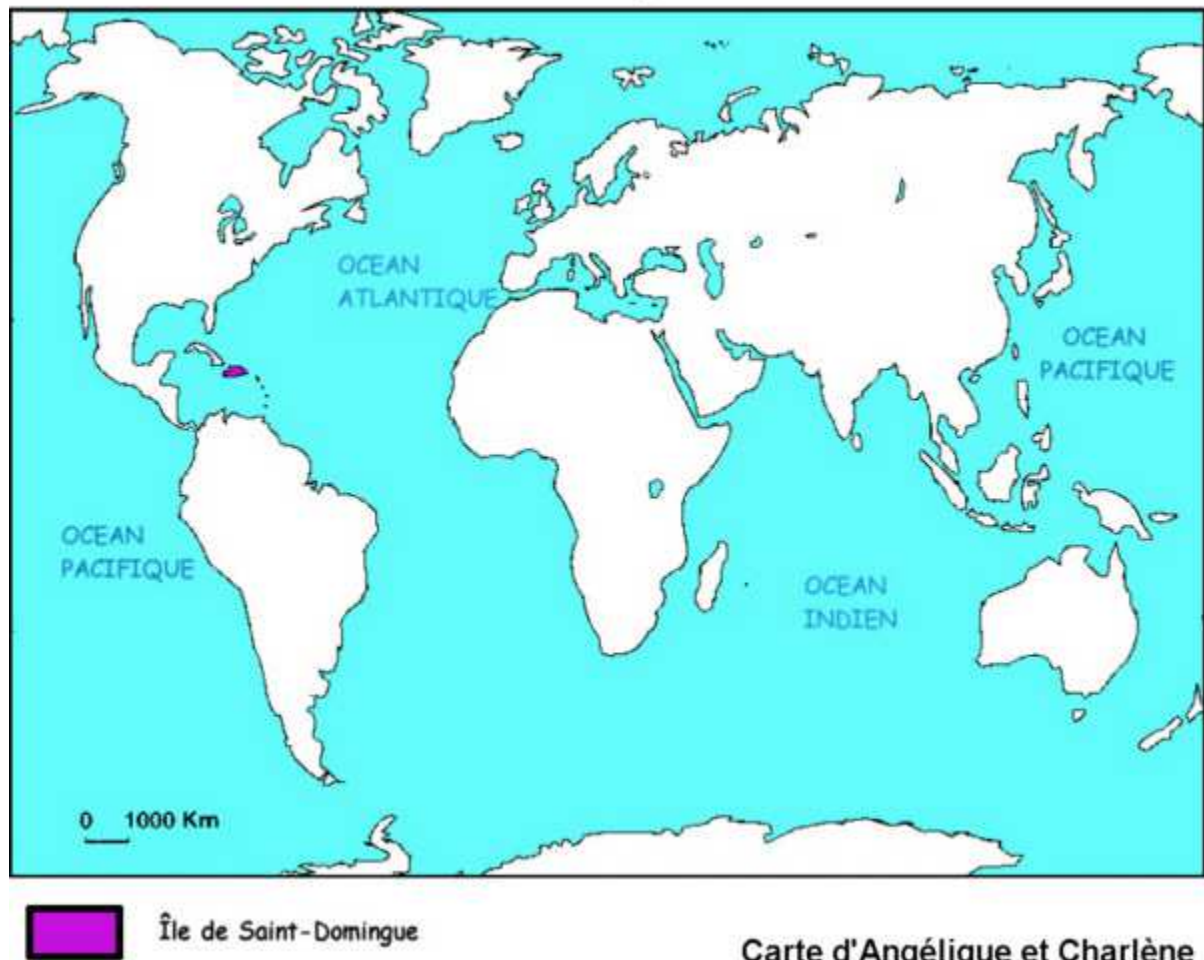 OCEAN
ATLANTIQUE
OCEAN
PACIFIQUE
OCEAN
PACIFIQUE
OCEAN
INDIEN
0 1000 Km
Île de Saint-Domingue
Carte d'Angélique et Charlène